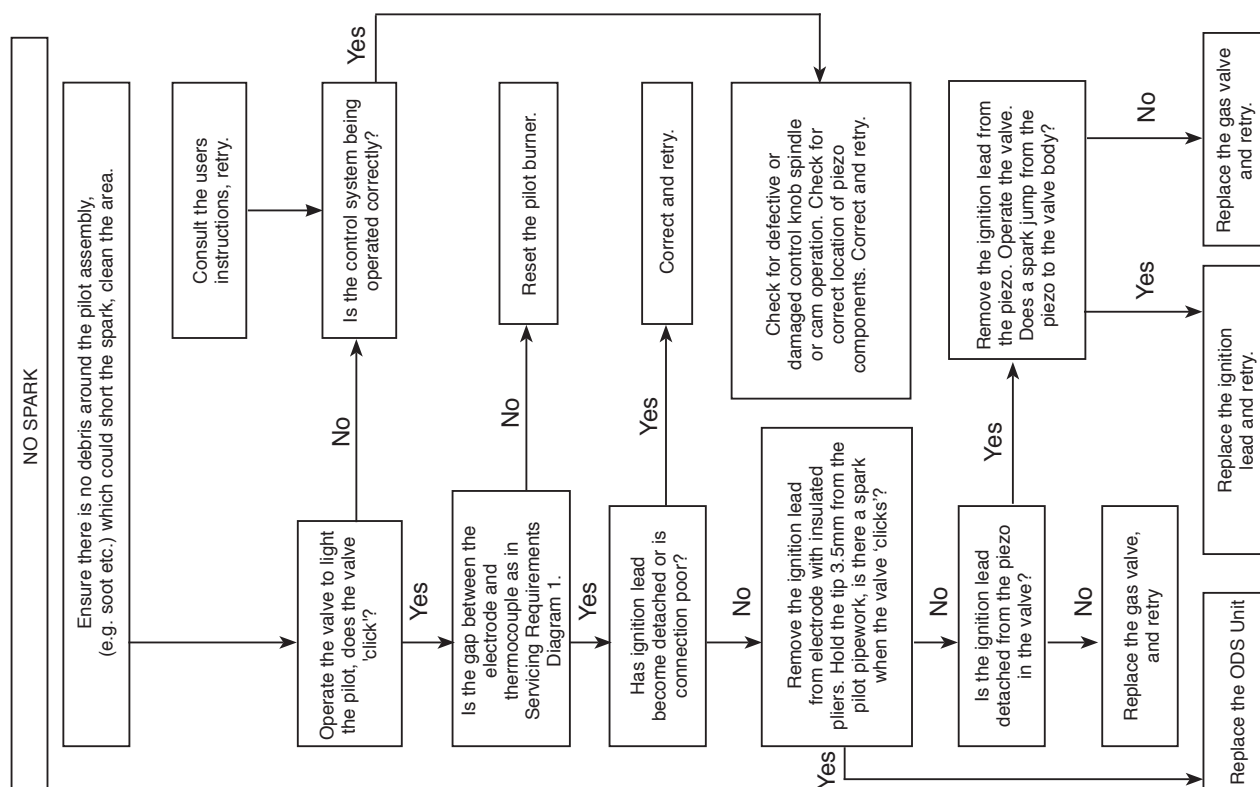 NO SPARK
Ensure there is no debris around the pilot assembly,
(e.g. soot etc.) which could short the spark, clean the area.
Consult the users
instructions, retry.
Operate the valve to light
the pilot, does the valve
'click'?
No
Is the control system being
operated correctly?
Yes
Yes
Is the gap between the
electrode and
thermocouple as in
Servicing Requirements
Diagram 1.
No
Reset the pilot burner.
Yes
Has ignition lead
become detached or is
connection poor?
Yes
Correct and retry.
No
Remove the ignition lead
from electrode with insulated
pliers. Hold the tip 3.5mm from the
pilot pipework, is there a spark
when the valve 'clicks'?
Check for defective or
damaged control knob spindle
or cam operation. Check for
correct location of piezo
components. Correct and retry.
Yes
No
Is the ignition lead
detached from the piezo
in the valve?
Yes
Remove the ignition lead from
the piezo. Operate the valve.
Does a spark jump from the
piezo to the valve body?
No
Yes
No
Replace the gas valve,
and retry
Replace the ODS Unit
Replace the ignition
lead and retry.
Replace the gas valve
and retry.